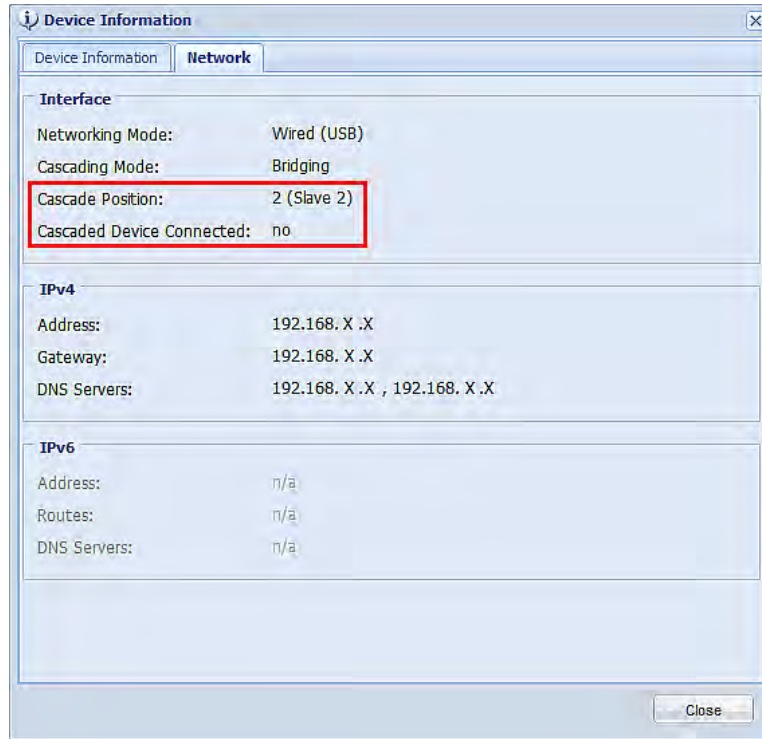 Device Information
Device Information Network
Interface
Networking Mode: Wired (USB)
Cascading Mode: Bridging
Cascade Position: 2 (Slave 2)
Cascaded Device Connected: no
IPv4
Address: 192.168. X .X
Gateway: 192.168. X .X
DNS Servers: 192.168. X .X , 192.168. X .X
IPv6
Address: n/a
Routes: n/a
DNS Servers: n/a
Close